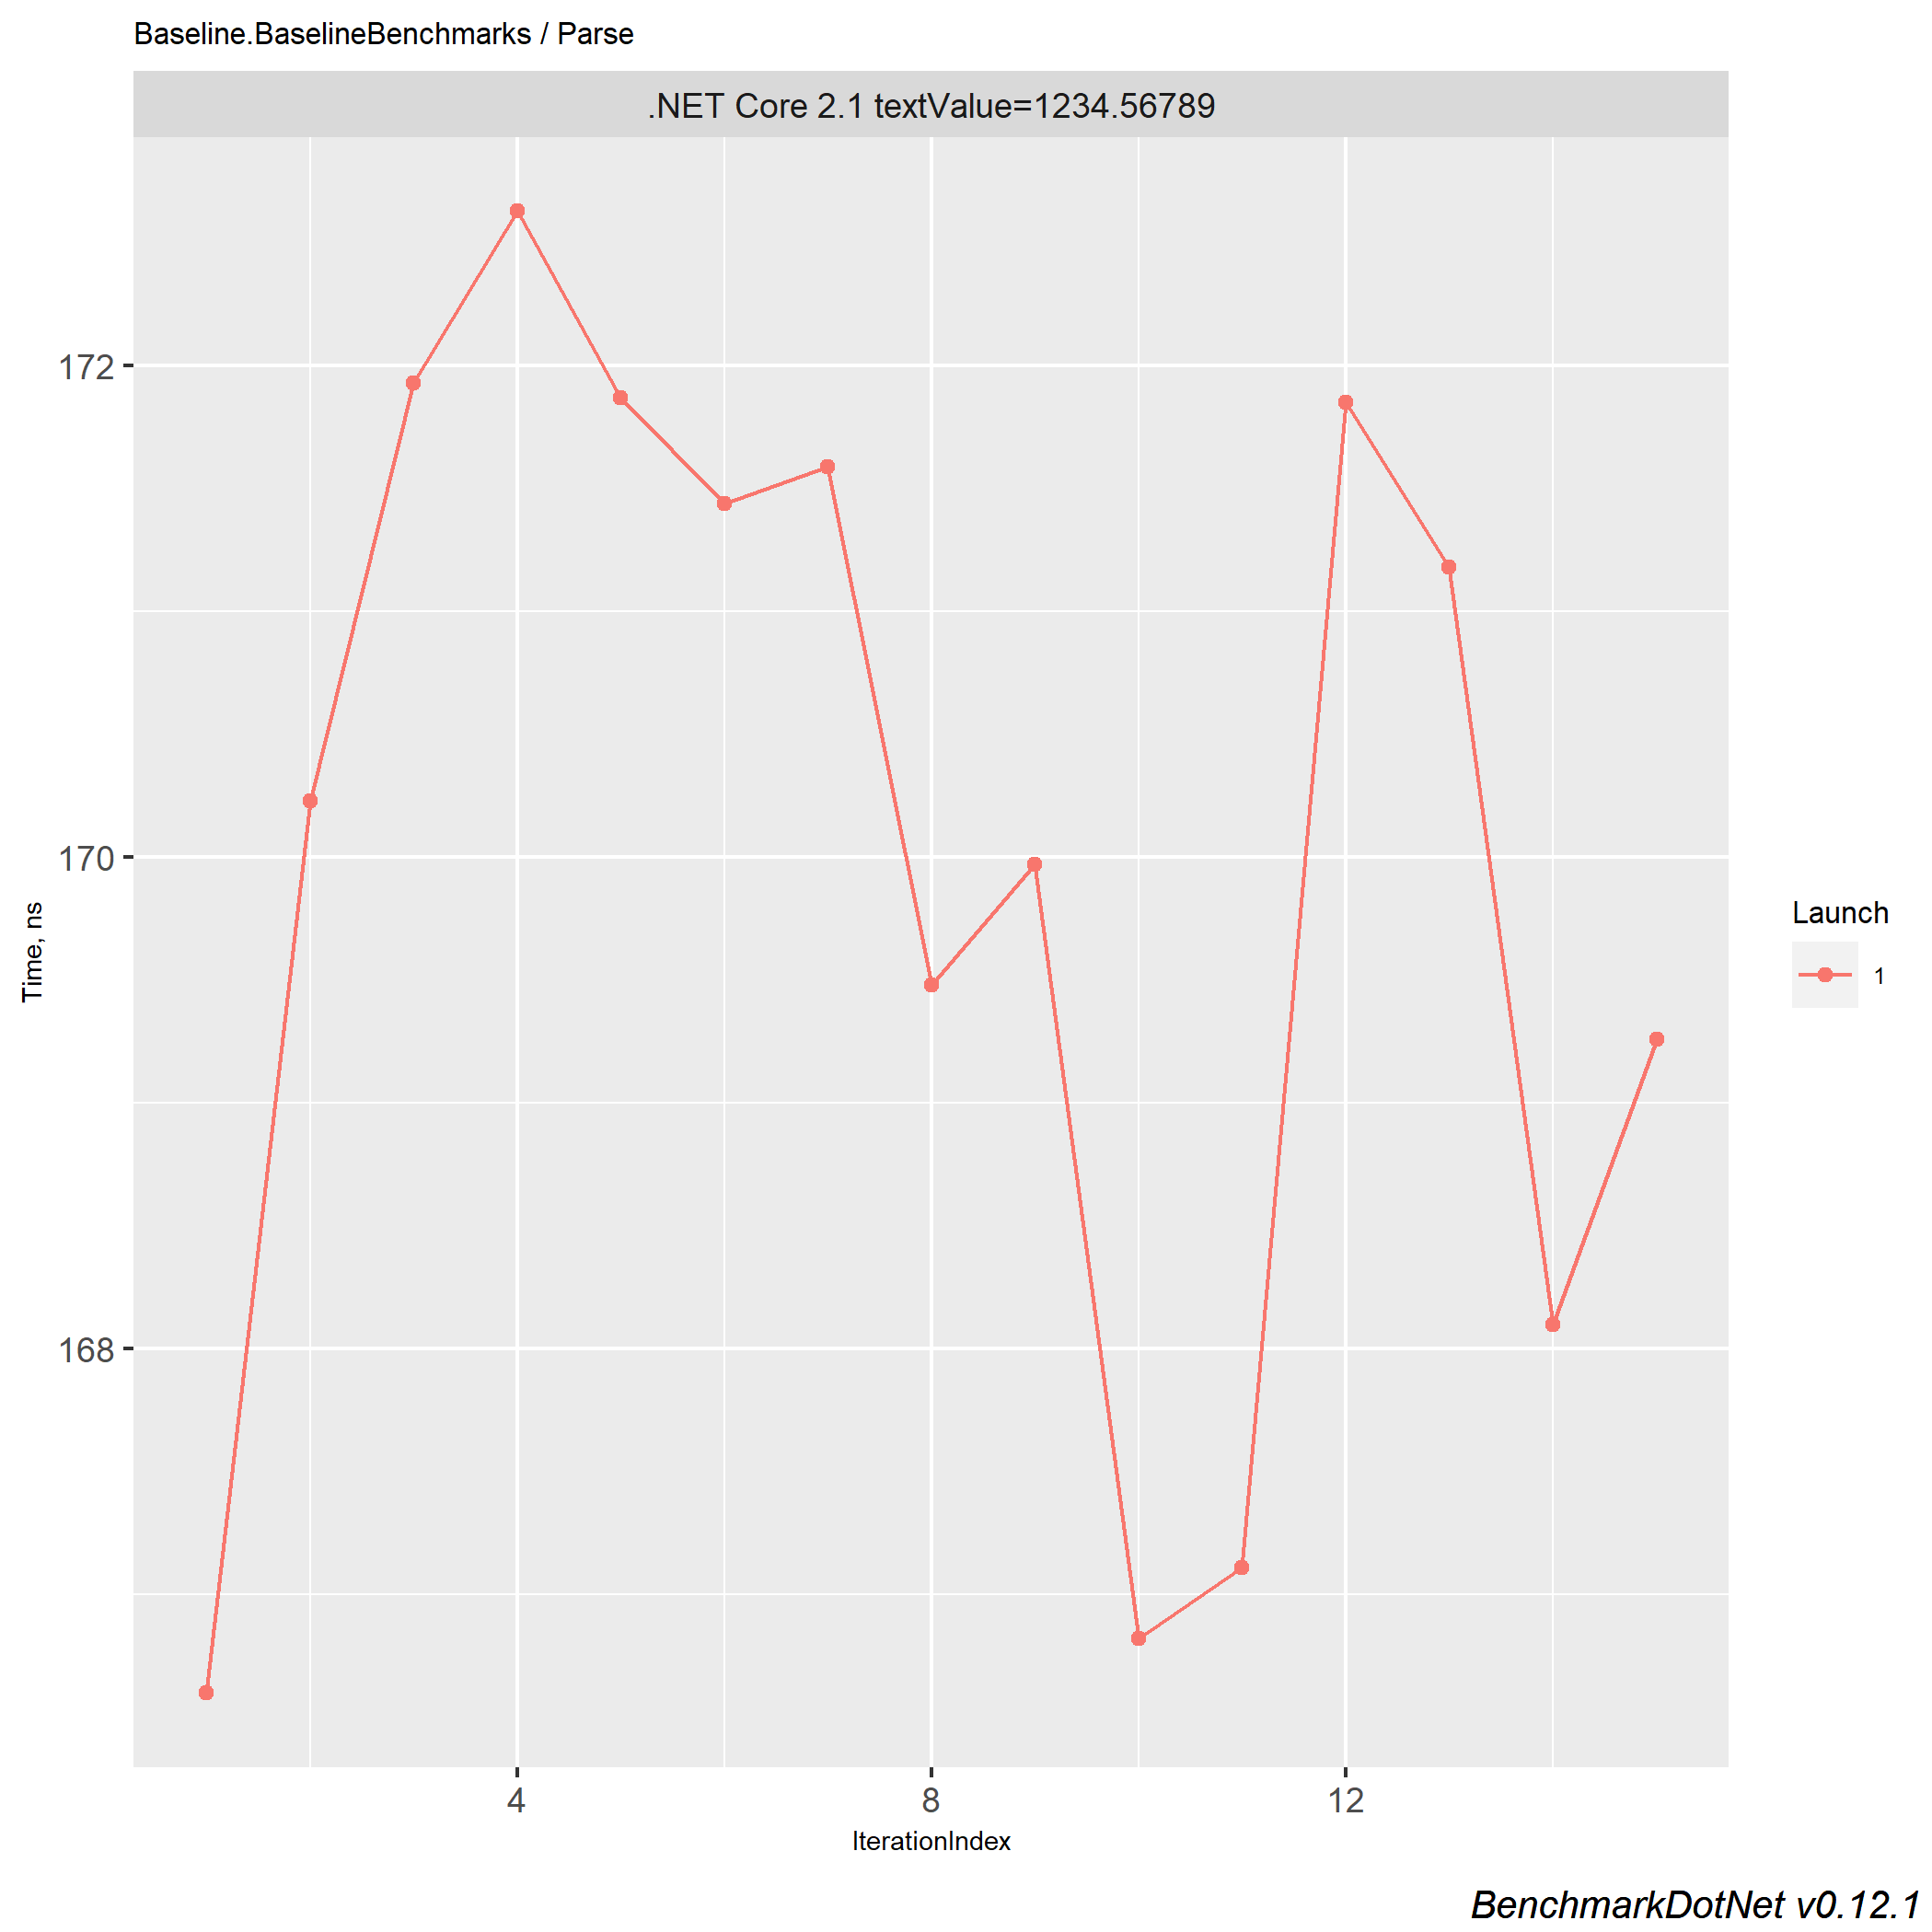 Baseline.BaselineBenchmarks / Parse
.NET Core 2.1 textValue=1234.56789
172
170
168
Time, ns
4 8 12
IterationIndex
Launch
1
BenchmarkDotNet v0.12.1